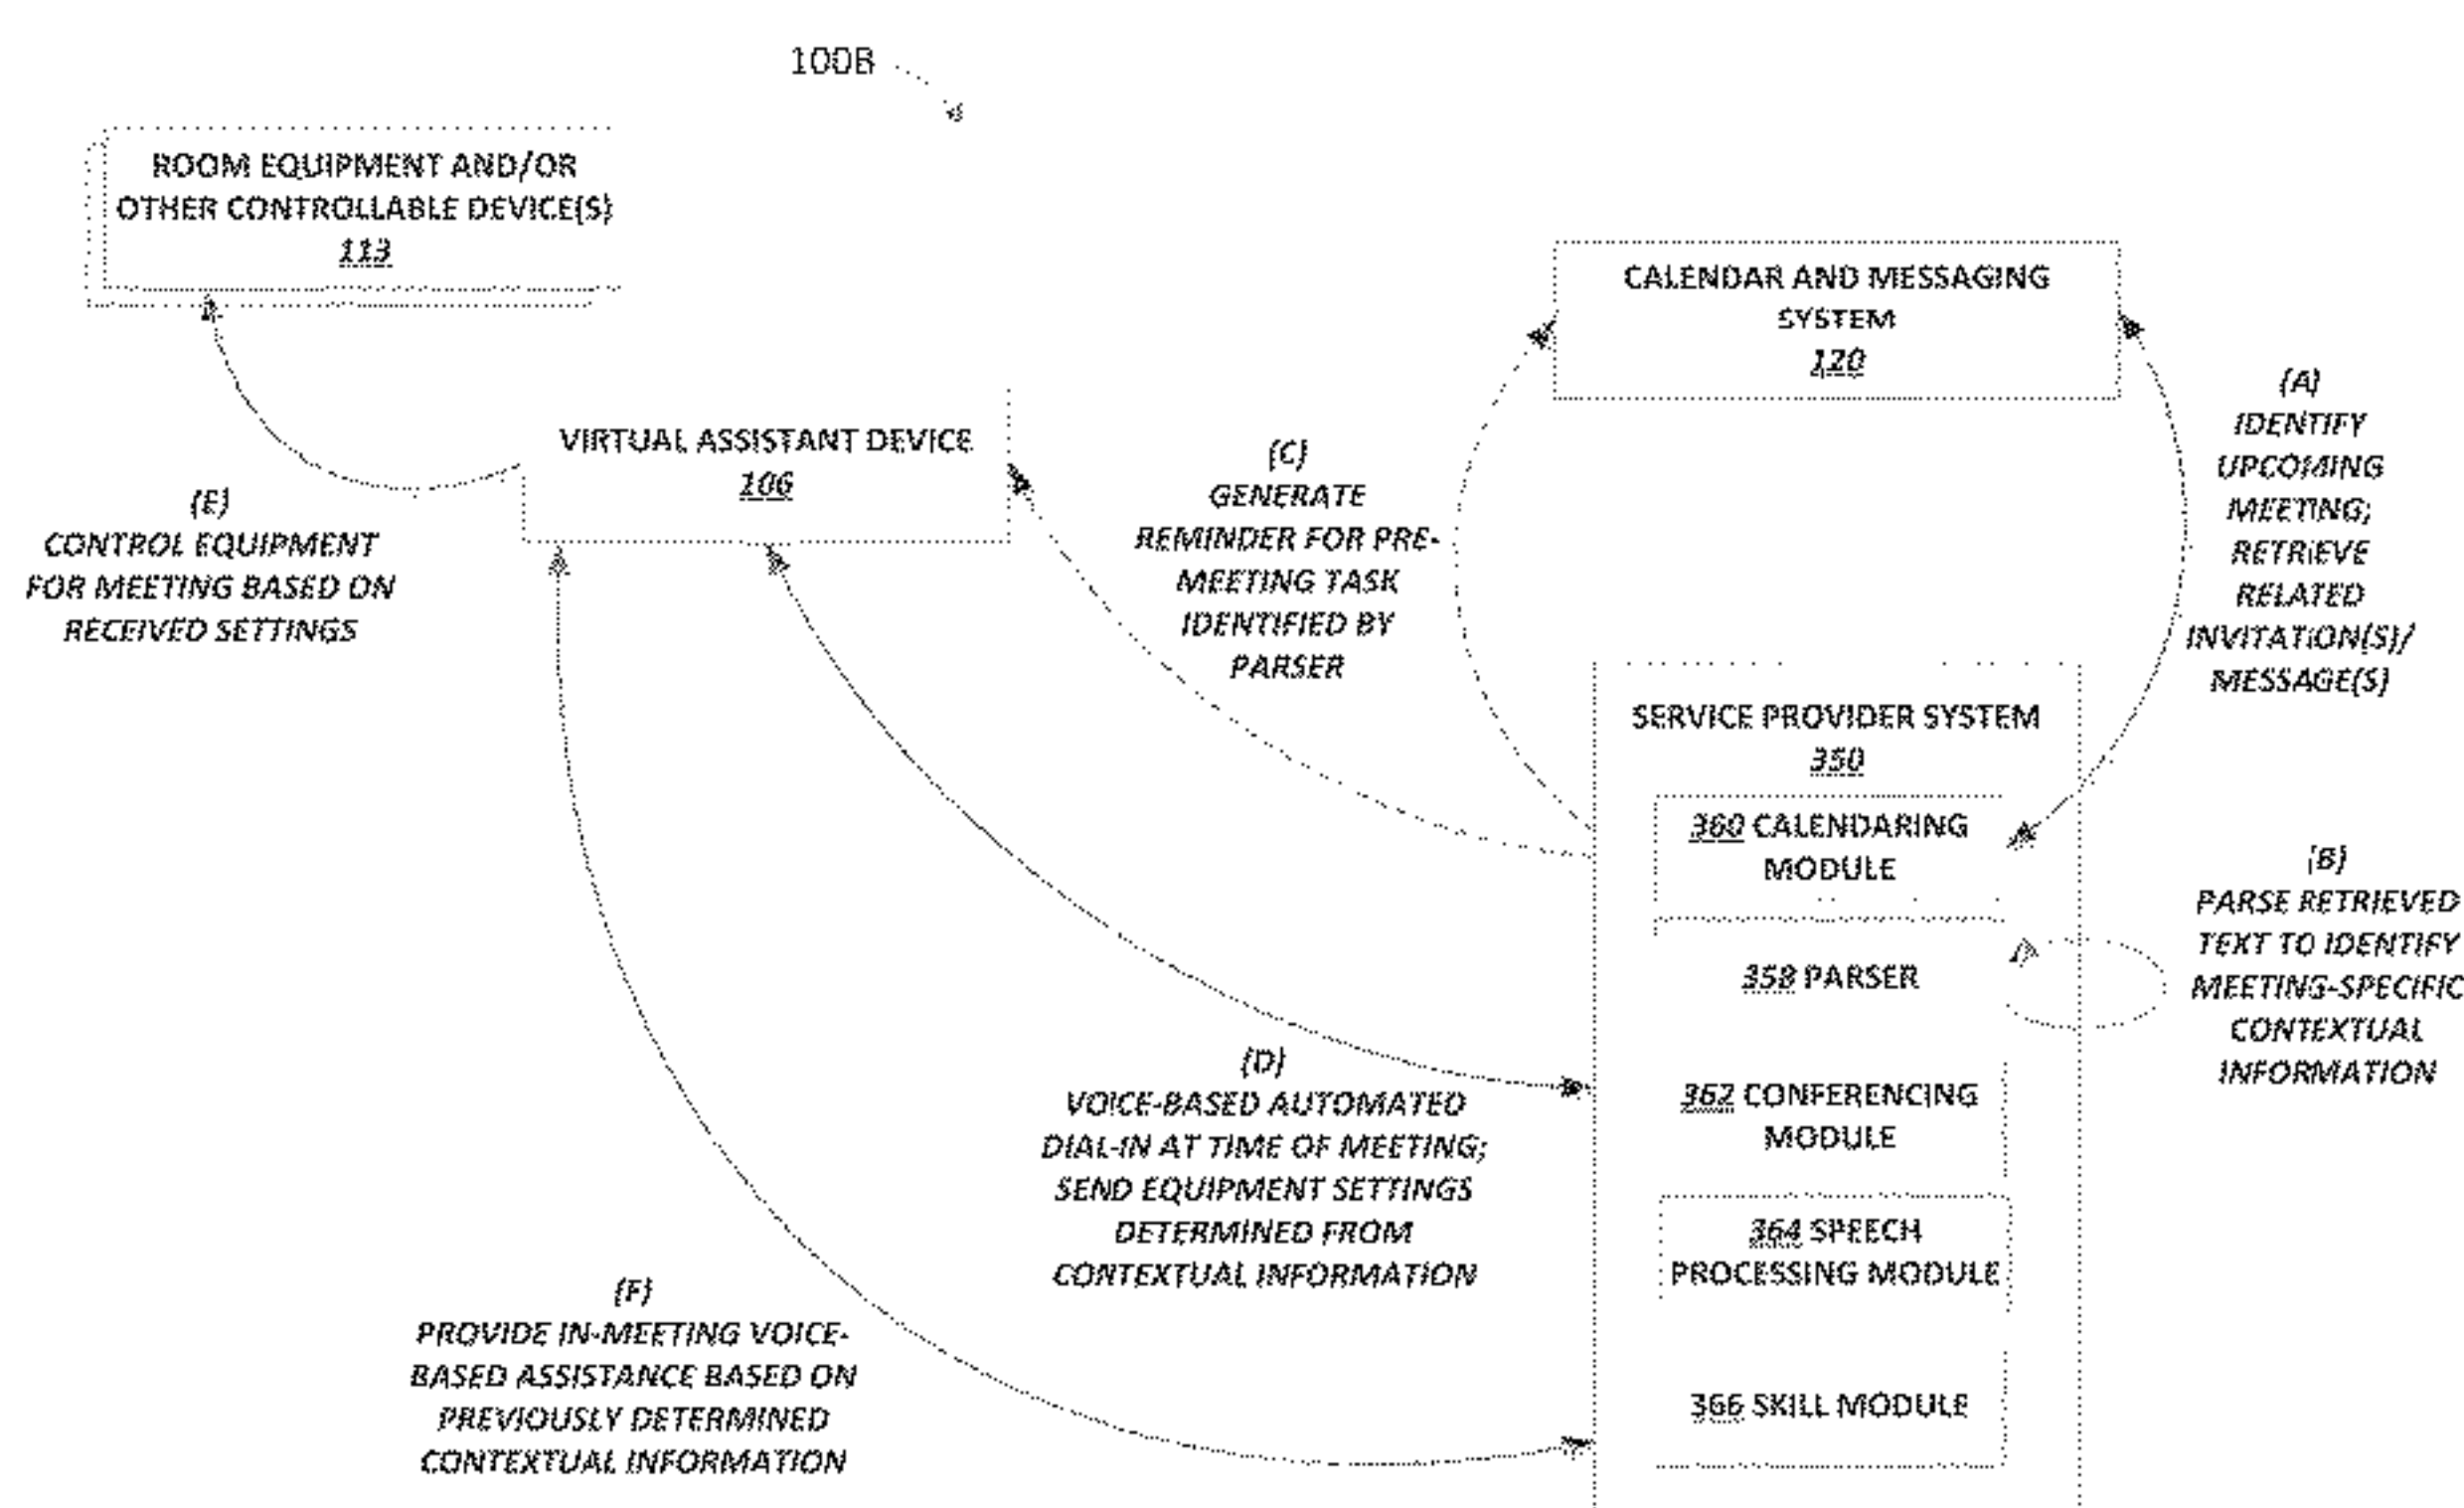 100B
ROOM EQUIPMENT AND/OR
OTHER CONTROLLABLE DEVICE(S)
113
CALENDAR AND MESSAGING
SYSTEM
120
(A)
IDENTIFY
UPCOMING
MEETING;
RETRIEVE
RELATED
INVITATION(S)/
MESSAGE(S)
VIRTUAL ASSISTANT DEVICE
106
(C)
GENERATE
REMINDER FOR PRE-
MEETING TASK
IDENTIFIED BY
PARSER
(E)
CONTROL EQUIPMENT
FOR MEETING BASED ON
RECEIVED SETTINGS
SERVICE PROVIDER SYSTEM
350
360 CALENDARING
MODULE
(B)
PARSE RETRIEVED
TEXT TO IDENTIFY
MEETING-SPECIFIC
CONTEXTUAL
INFORMATION
358 PARSER
362 CONFERENCING
MODULE
(D)
VOICE-BASED AUTOMATED
DIAL-IN AT TIME OF MEETING;
SEND EQUIPMENT SETTINGS
DETERMINED FROM
CONTEXTUAL INFORMATION
364 SPEECH
PROCESSING MODULE
(F)
PROVIDE IN-MEETING VOICE-
BASED ASSISTANCE BASED ON
PREVIOUSLY DETERMINED
CONTEXTUAL INFORMATION
366 SKILL MODULE